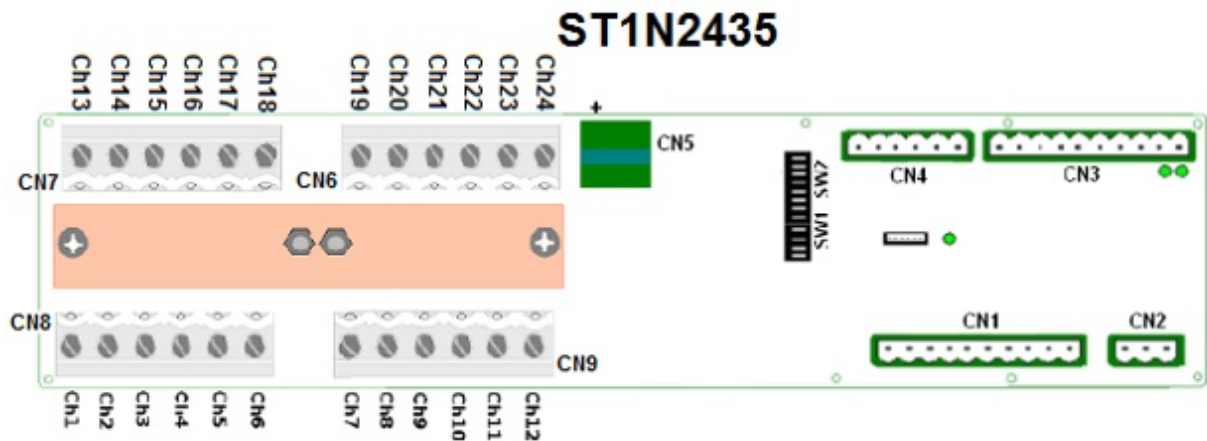 ST1N2435
Ch13 Ch14 Ch15 Ch16 Ch17 Ch18 Ch19 Ch20 Ch21 Ch22 Ch23 Ch24
+
CN5
CN7 CN6
SW2
SW1
CN4 CN3
CN8
CN1 CN2
CN9
Ch1 Ch2 Ch3 Ch4 Ch5 Ch6 Ch7 Ch8 Ch9 Ch10 Ch11 Ch12